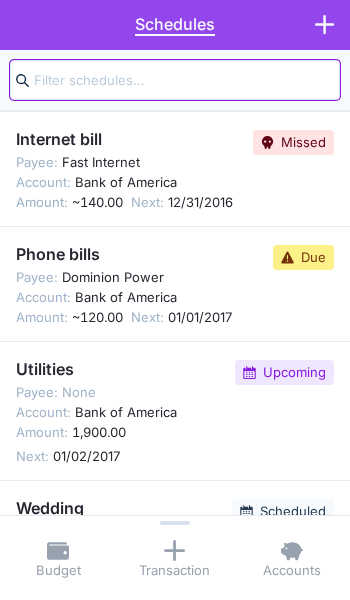 Schedules
Filter schedules...
Internet bill
Missed
Payee: Fast Internet
Account: Bank of America
Amount: ~140.00 Next: 12/31/2016
Phone bills
Due
Payee: Dominion Power
Account: Bank of America
Amount: ~120.00 Next: 01/01/2017
Utilities
Upcoming
Payee: None
Account: Bank of America
Amount: 1,900.00
Next: 01/02/2017
Wedding
Scheduled
Budget
Transaction
Accounts